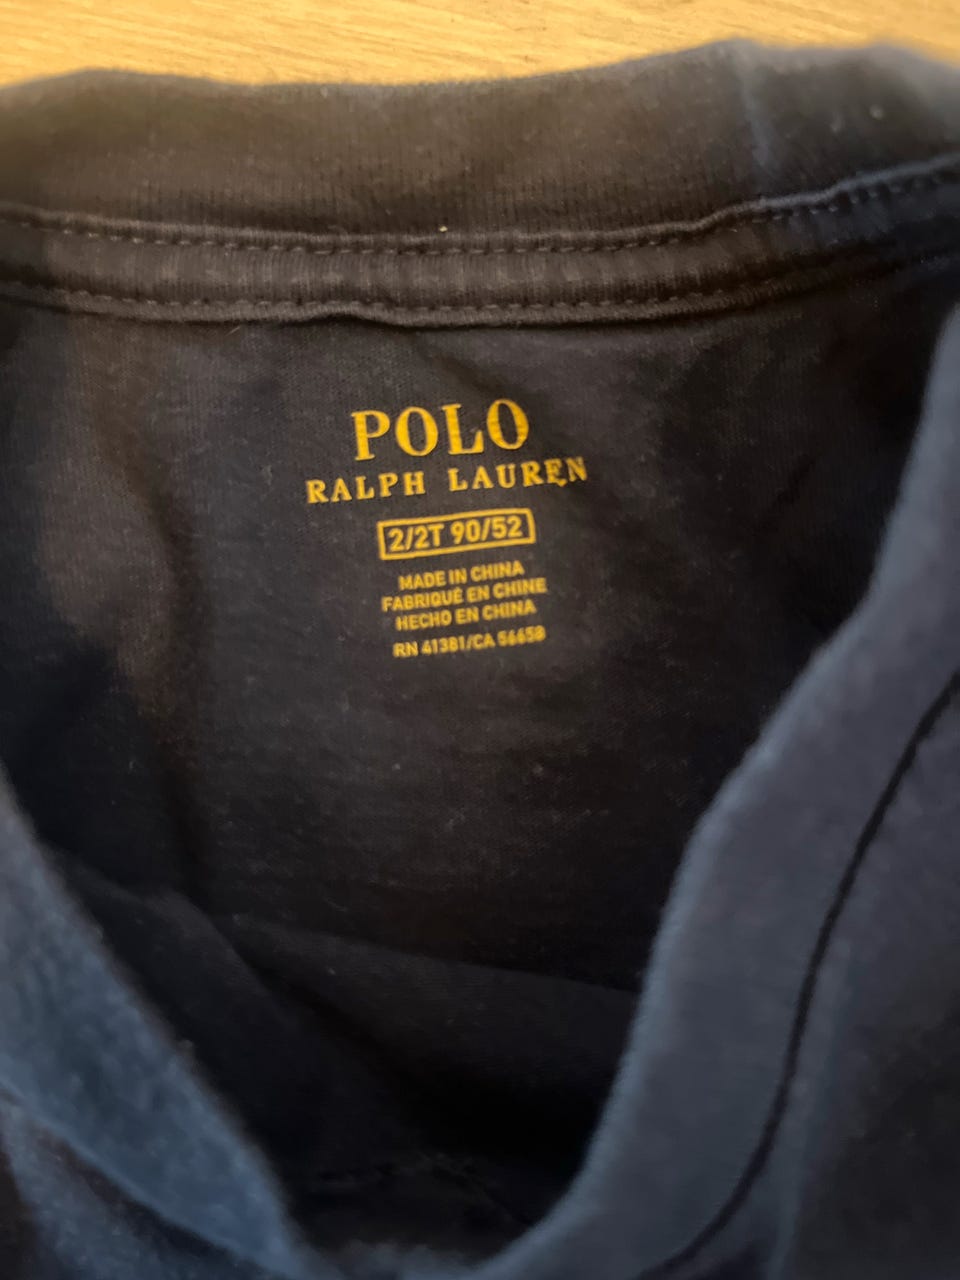 POLO
RALPH LAUREN
2/2T 90/52
MADE IN CHINA
FABRIQUÉ EN CHINE
HECHO EN CHINA
RN 41381/CA 56658